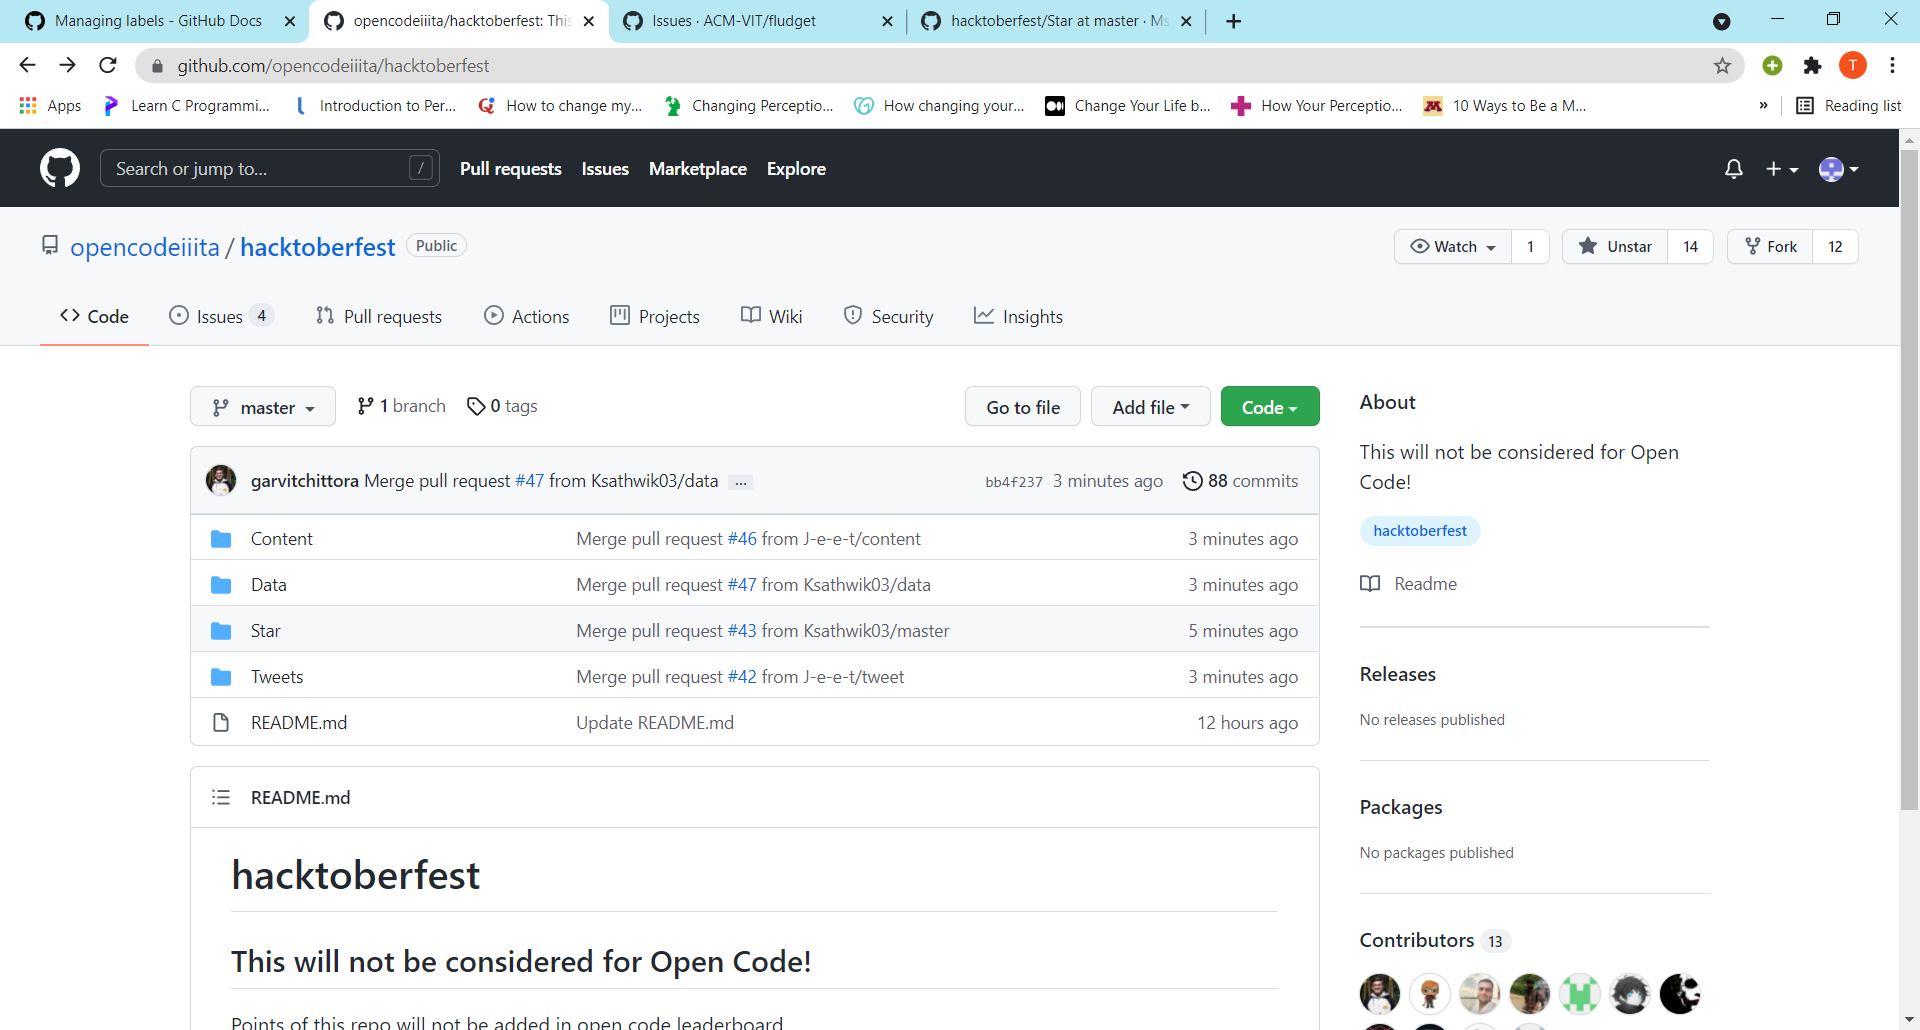 Managing labels - GitHub Docs
opencodeiiita/hacktoberfest: This
Issues · ACM-VIT/fludget
hacktoberfest/Star at master · Ms
github.com/opencodeiiita/hacktoberfest
T
Apps
Learn C Programmi...
Introduction to Per...
How to change my...
Changing Perceptio...
How changing your...
Change Your Life b...
How Your Perceptio...
10 Ways to Be a M...
»
Reading list
Search or jump to...
/
Pull requests
Issues
Marketplace
Explore
opencodeiiita / hacktoberfest
Public
Watch 1
Unstar 14
Fork 12
Code
Issues 4
Pull requests
Actions
Projects
Wiki
Security
Insights
master
1 branch
0 tags
Go to file
Add file
Code
garvitchittora Merge pull request #47 from Ksathwik03/data ...
bb4f237 3 minutes ago
88 commits
Content Merge pull request #46 from J-e-e-t/content 3 minutes ago
Data Merge pull request #47 from Ksathwik03/data 3 minutes ago
Star Merge pull request #43 from Ksathwik03/master 5 minutes ago
Tweets Merge pull request #42 from J-e-e-t/tweet 3 minutes ago
README.md Update README.md 12 hours ago
README.md
hacktoberfest
This will not be considered for Open Code!
Points of this repo will not be added in open code leaderboard
About
This will not be considered for Open
Code!
hacktoberfest
Readme
Releases
No releases published
Packages
No packages published
Contributors 13